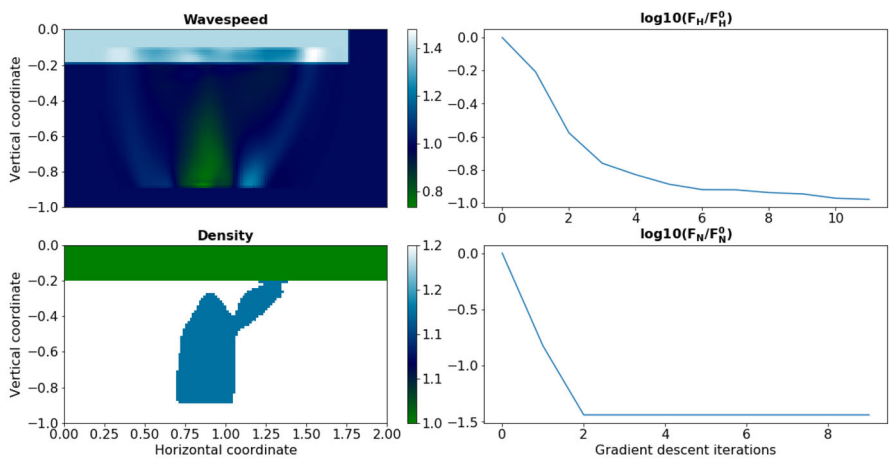 Wavespeed
log10(F_H/F_H^0)
Vertical coordinate
0.0
−0.2
−0.4
−0.6
−0.8
−1.0
1.4
1.2
1.0
0.8
0.0
−0.2
−0.4
−0.6
−0.8
−1.0
0 2 4 6 8 10
Density
log10(F_N/F_N^0)
Vertical coordinate
0.0
−0.2
−0.4
−0.6
−0.8
−1.0
0.00 0.25 0.50 0.75 1.00 1.25 1.50 1.75 2.00
Horizontal coordinate
1.2
1.2
1.1
1.1
1.0
0.0
−0.5
−1.0
−1.5
0 2 4 6 8
Gradient descent iterations